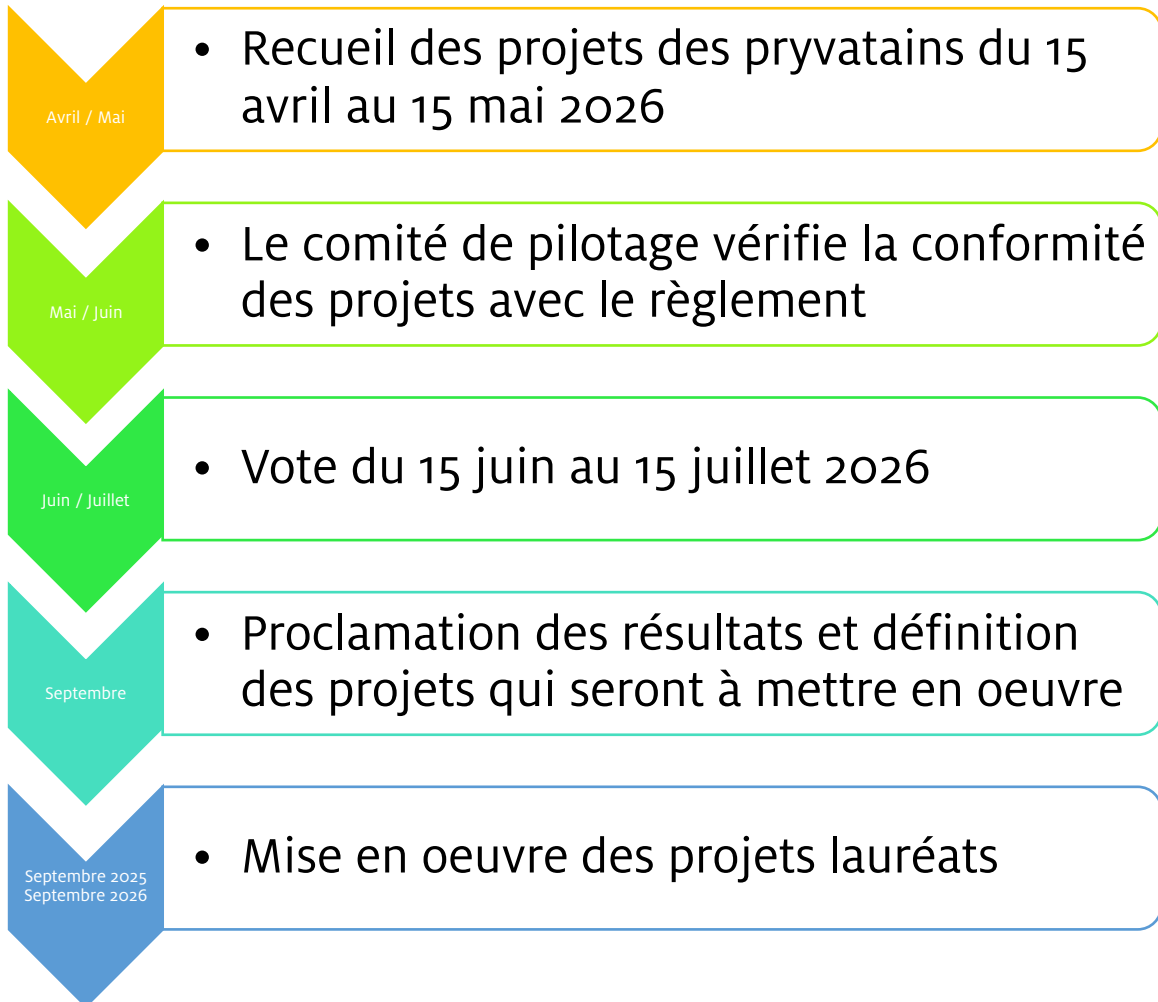 Avril / Mai
• Recueil des projets des pryvatains du 15
avril au 15 mai 2026
Mai / Juin
• Le comité de pilotage vérifie la conformité
des projets avec le règlement
Juin / Juillet
• Vote du 15 juin au 15 juillet 2026
Septembre
• Proclamation des résultats et définition
des projets qui seront à mettre en oeuvre
Septembre 2025
Septembre 2026
• Mise en oeuvre des projets lauréats